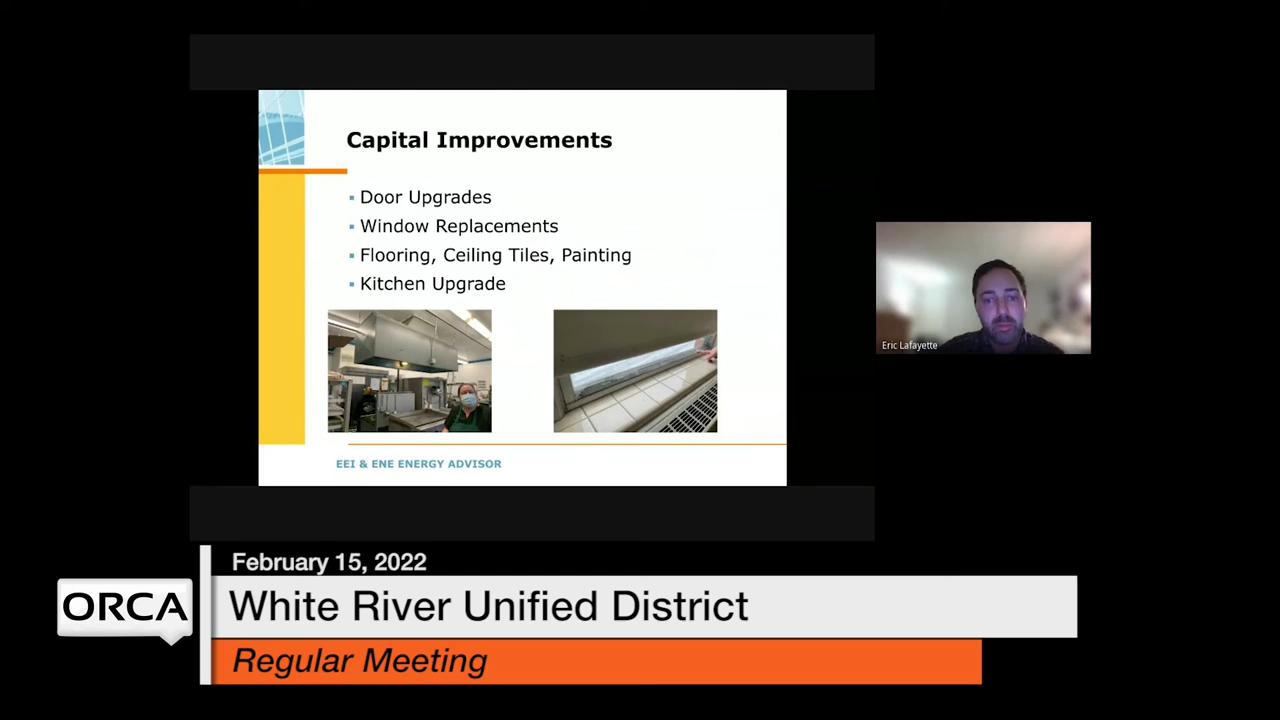 Capital Improvements
▪ Door Upgrades
▪ Window Replacements
▪ Flooring, Ceiling Tiles, Painting
▪ Kitchen Upgrade
EEI & ENE ENERGY ADVISOR
Eric Lafayette
February 15, 2022
ORCA
White River Unified District
Regular Meeting